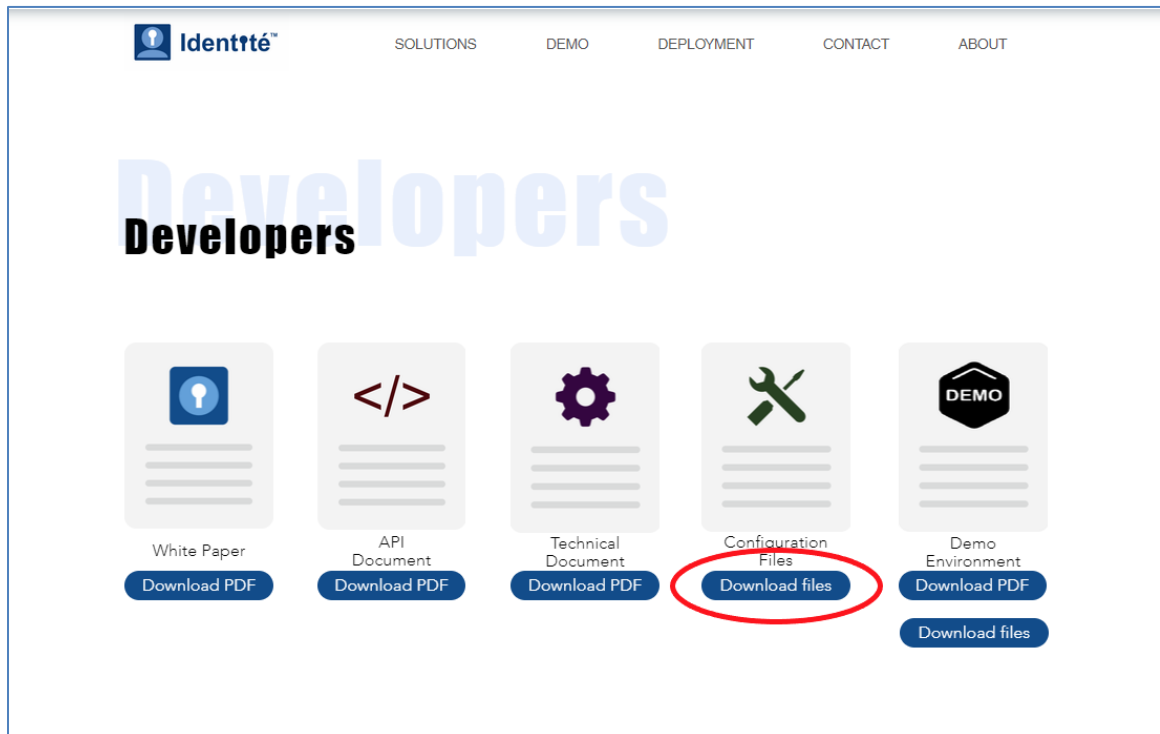 Identité™
SOLUTIONS DEMO DEPLOYMENT CONTACT ABOUT
Developers
Developers
</>
DEMO
White Paper
Download PDF
API
Document
Download PDF
Technical
Document
Download PDF
Configuration
Files
Download files
Demo
Environment
Download PDF
Download files